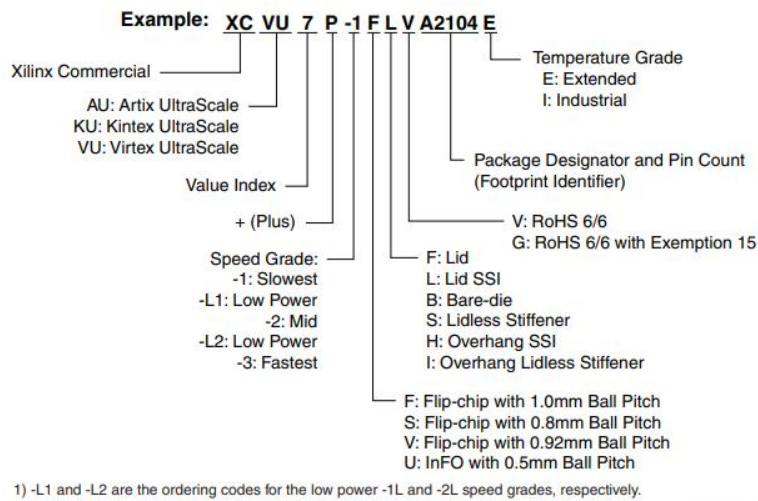 Example: XC VU 7 P -1 F L V A2104 E
Temperature Grade
E: Extended
I: Industrial
Xilinx Commercial
AU: Artix UltraScale
KU: Kintex UltraScale
VU: Virtex UltraScale
Package Designator and Pin Count
(Footprint Identifier)
Value Index
+ (Plus)
V: RoHS 6/6
G: RoHS 6/6 with Exemption 15
Speed Grade:
-1: Slowest
-L1: Low Power
-2: Mid
-L2: Low Power
-3: Fastest
F: Lid
L: Lid SSI
B: Bare-die
S: Lidless Stiffener
H: Overhang SSI
I: Overhang Lidless Stiffener
F: Flip-chip with 1.0mm Ball Pitch
S: Flip-chip with 0.8mm Ball Pitch
V: Flip-chip with 0.92mm Ball Pitch
U: InFO with 0.5mm Ball Pitch
1) -L1 and -L2 are the ordering codes for the low power -1L and -2L speed grades, respectively.